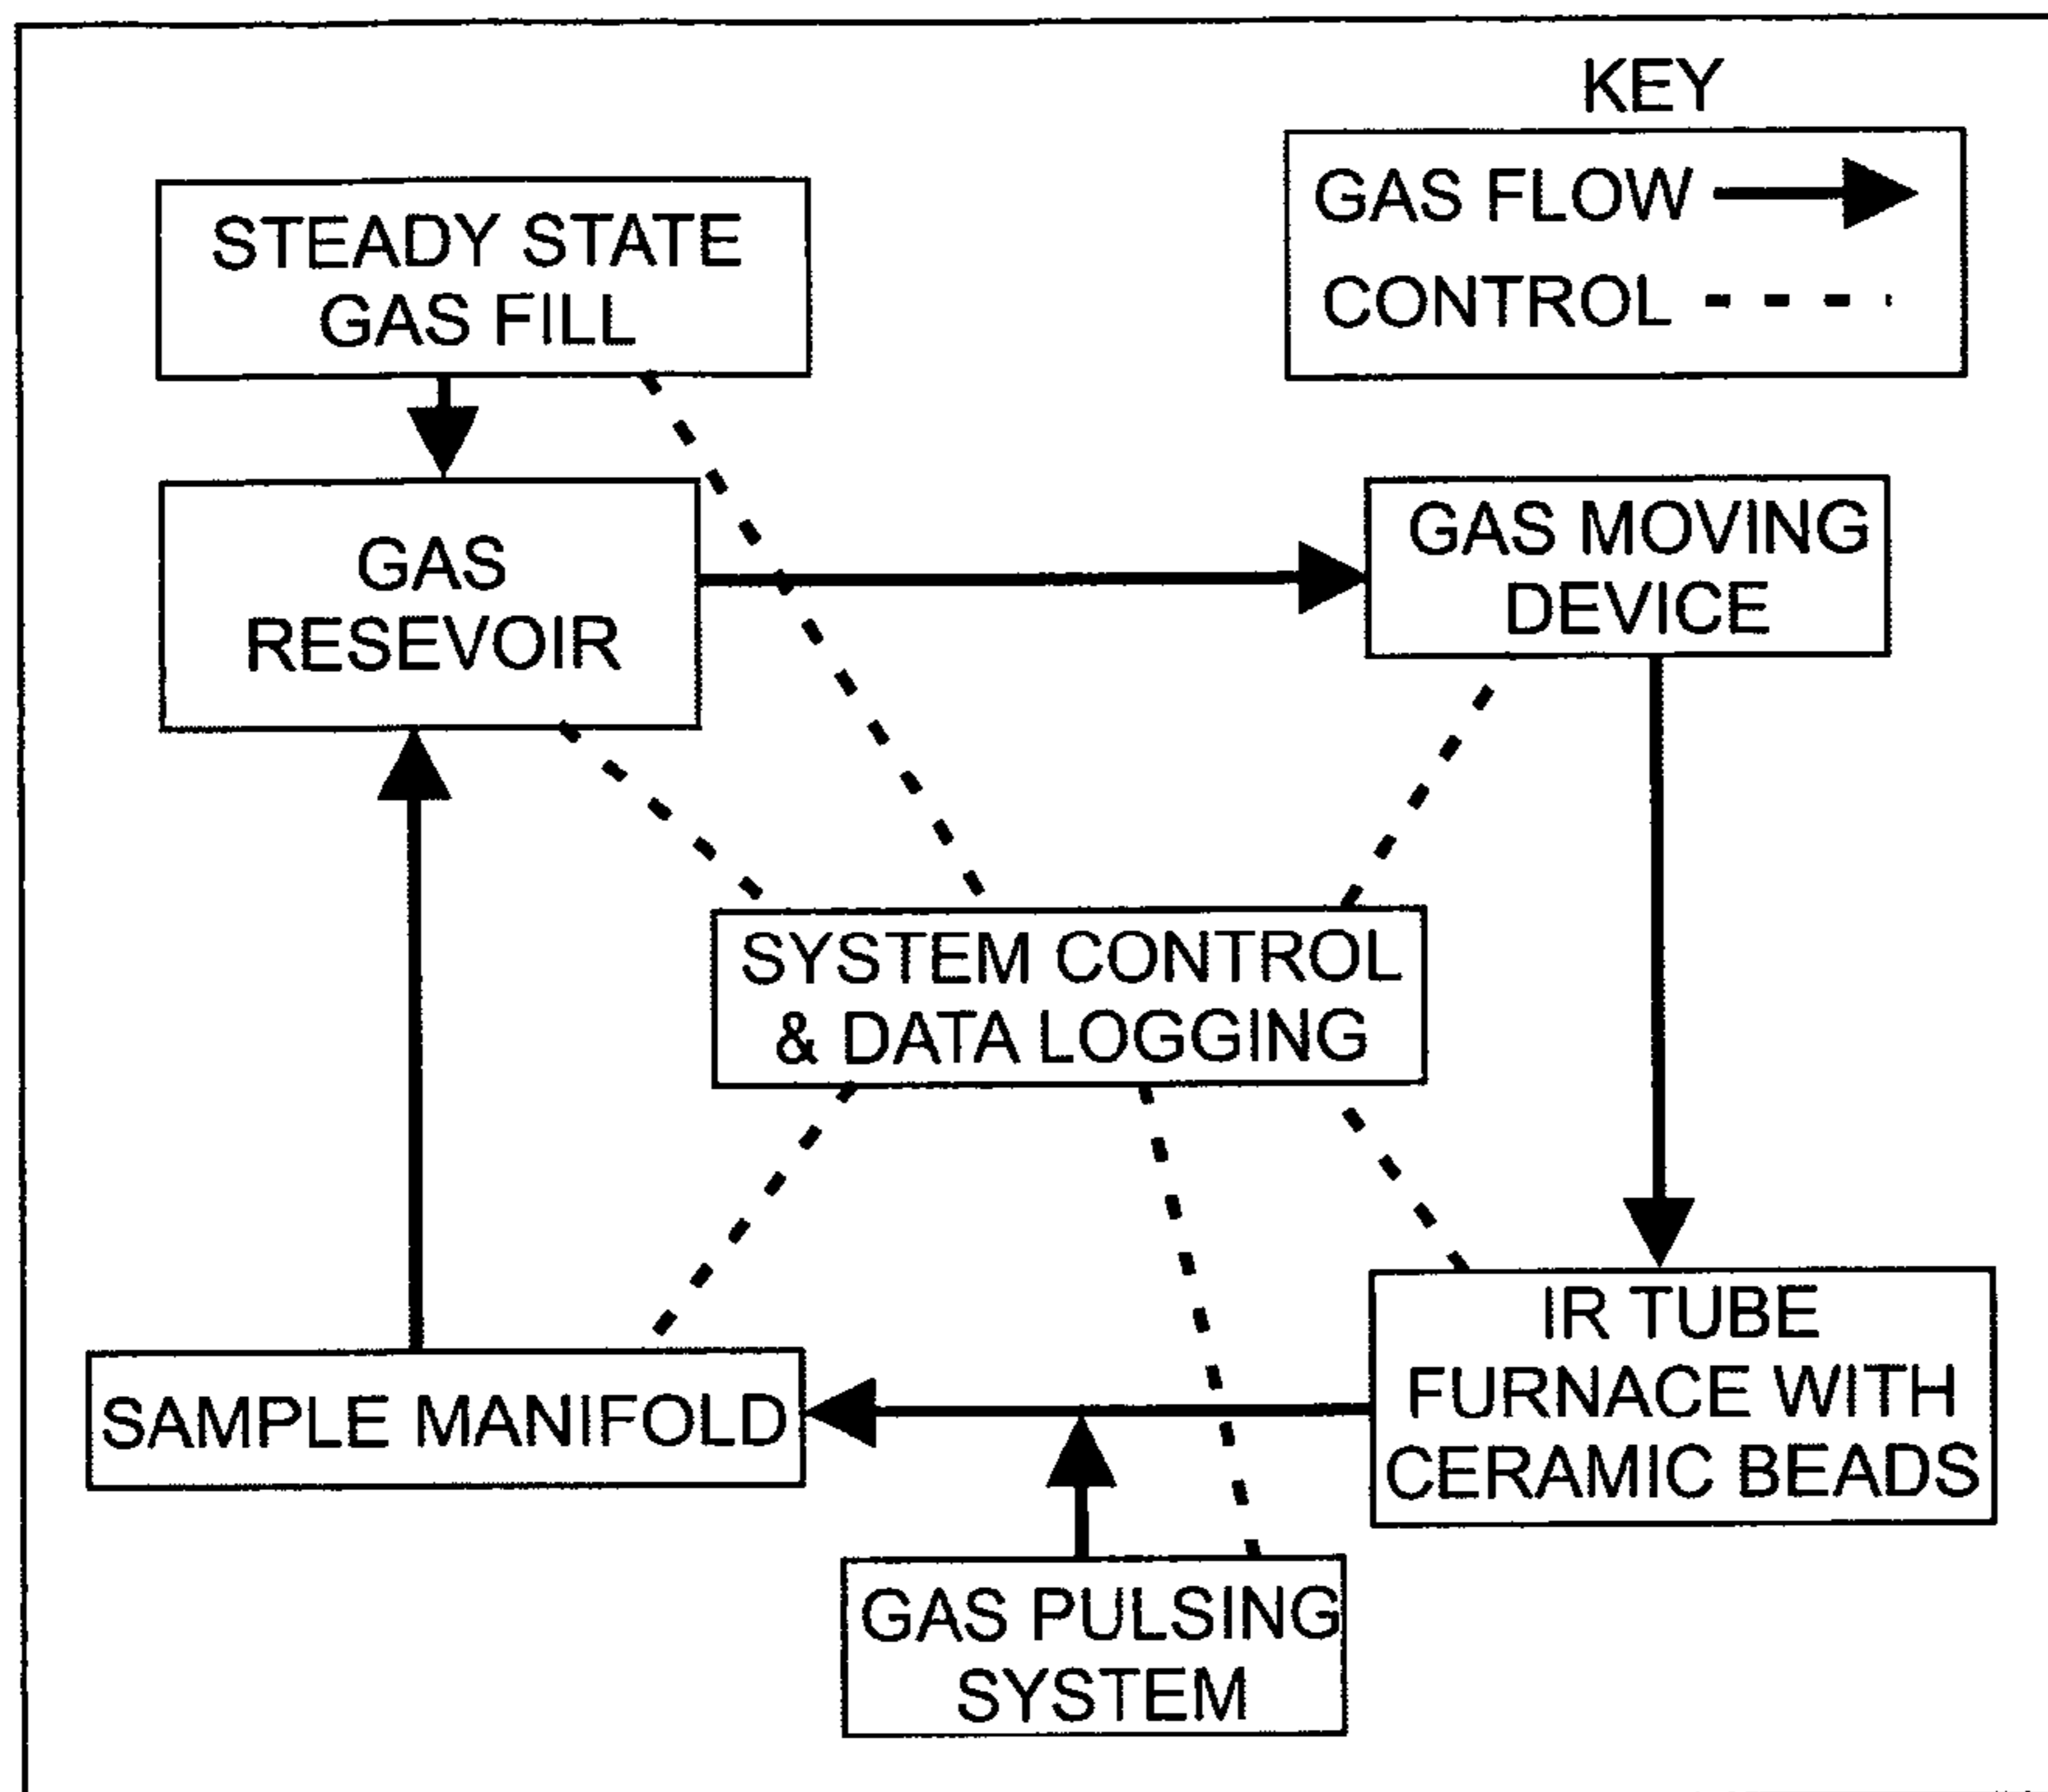 KEY
GAS FLOW
CONTROL
STEADY STATE
GAS FILL
GAS
RESEVOIR
GAS MOVING
DEVICE
SYSTEM CONTROL
& DATA LOGGING
SAMPLE MANIFOLD
IR TUBE
FURNACE WITH
CERAMIC BEADS
GAS PULSING
SYSTEM